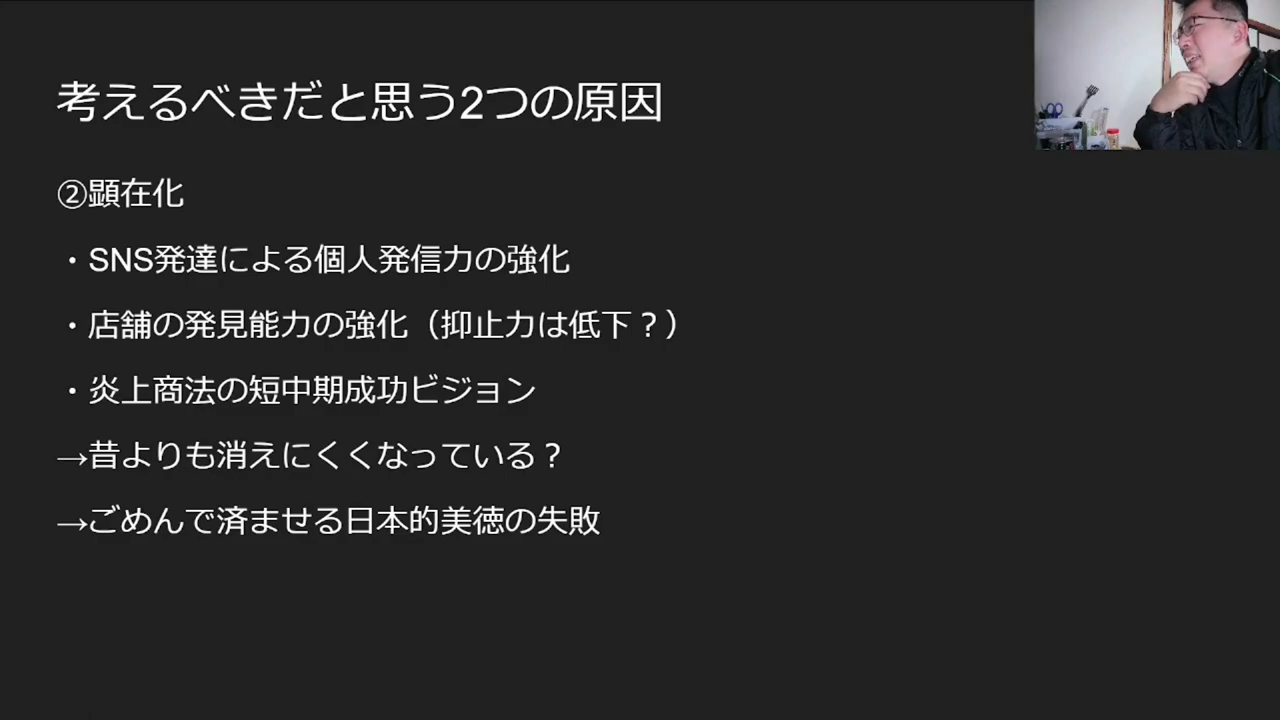 考えるべきだと思う2つの原因
②顕在化
・SNS発達による個人発信力の強化
・店舗の発見能力の強化（抑止力は低下？）
・炎上商法の短中期成功ビジョン
→昔よりも消えにくくなっている？
→ごめんで済ませる日本的美徳の失敗